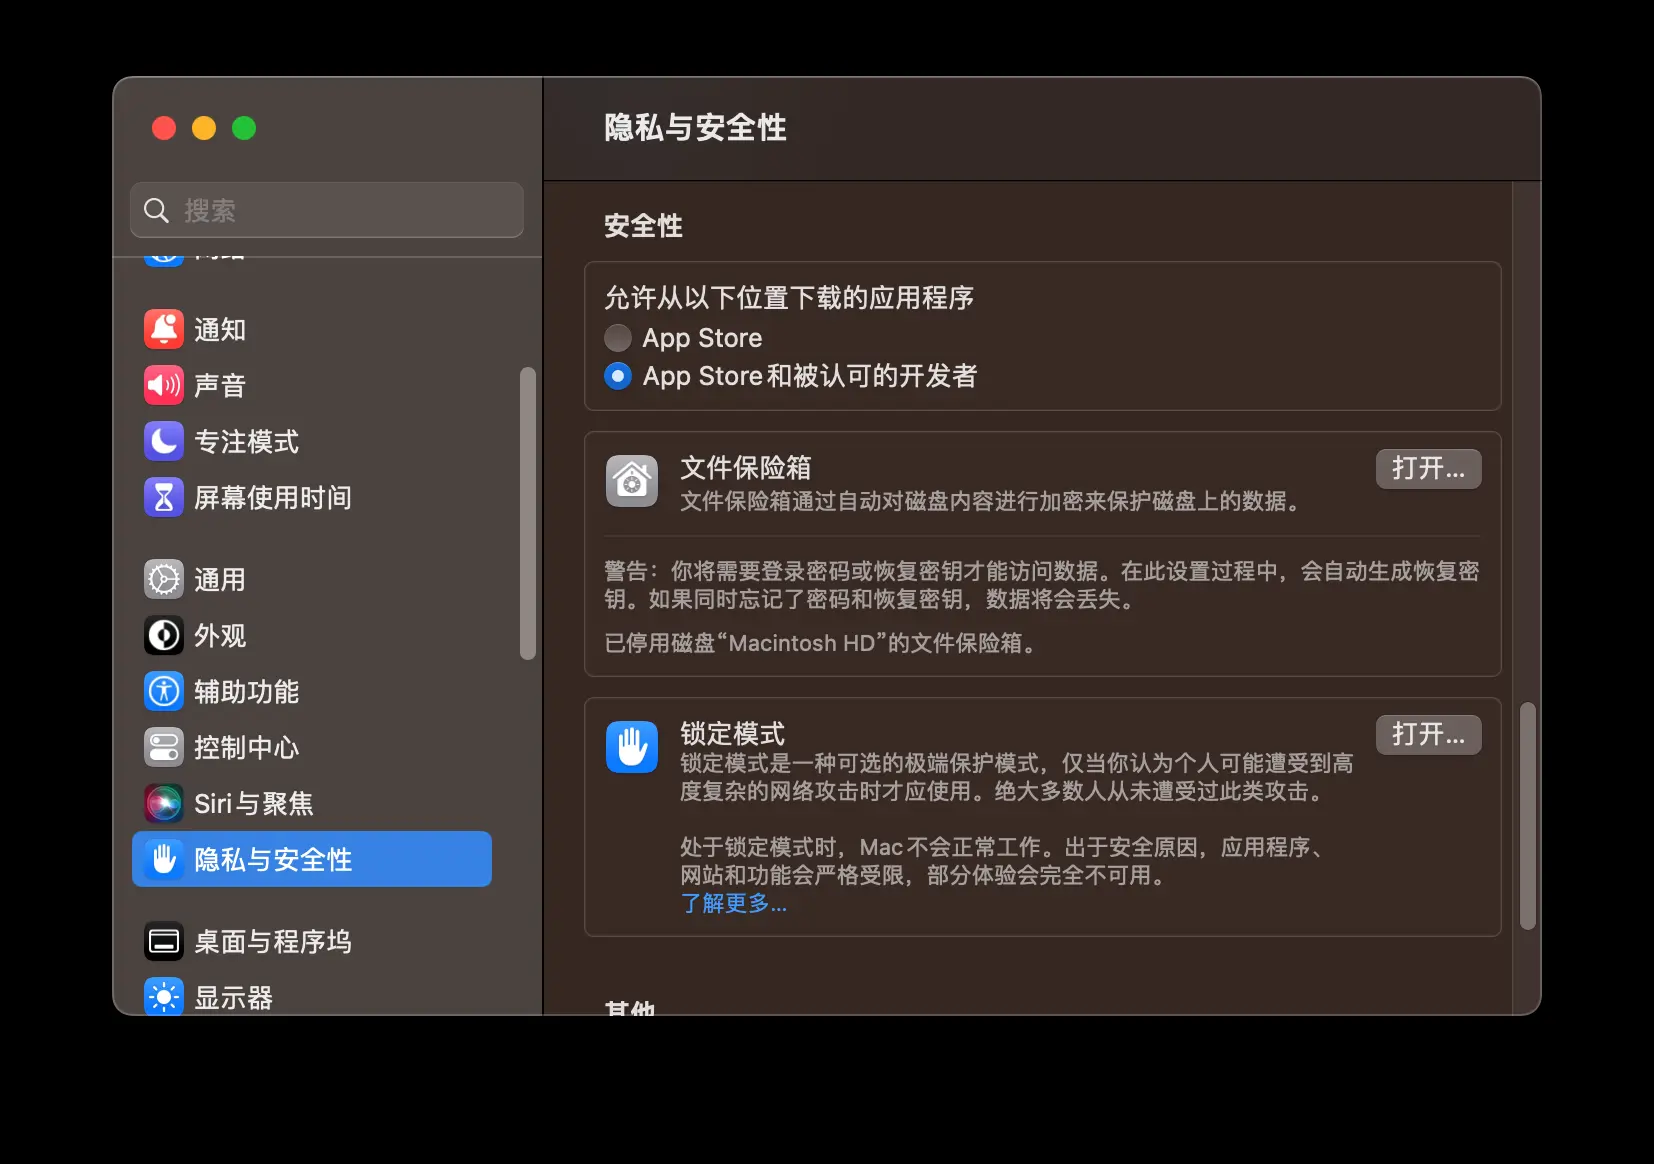 隐私与安全性
搜索
通知
声音
专注模式
屏幕使用时间
通用
外观
辅助功能
控制中心
Siri与聚焦
隐私与安全性
桌面与程序坞
显示器
安全性
允许从以下位置下载的应用程序
App Store
App Store和被认可的开发者
文件保险箱
打开...
文件保险箱通过自动对磁盘内容进行加密来保护磁盘上的数据。
警告：你将需要登录密码或恢复密钥才能访问数据。在此设置过程中，会自动生成恢复密
钥。如果同时忘记了密码和恢复密钥，数据将会丢失。
已停用磁盘“Macintosh HD”的文件保险箱。
锁定模式
打开...
锁定模式是一种可选的极端保护模式，仅当你认为个人可能遭受到高
度复杂的网络攻击时才应使用。绝大多数人从未遭受过此类攻击。
处于锁定模式时，Mac不会正常工作。出于安全原因，应用程序、
网站和功能会严格受限，部分体验会完全不可用。
了解更多...
其他